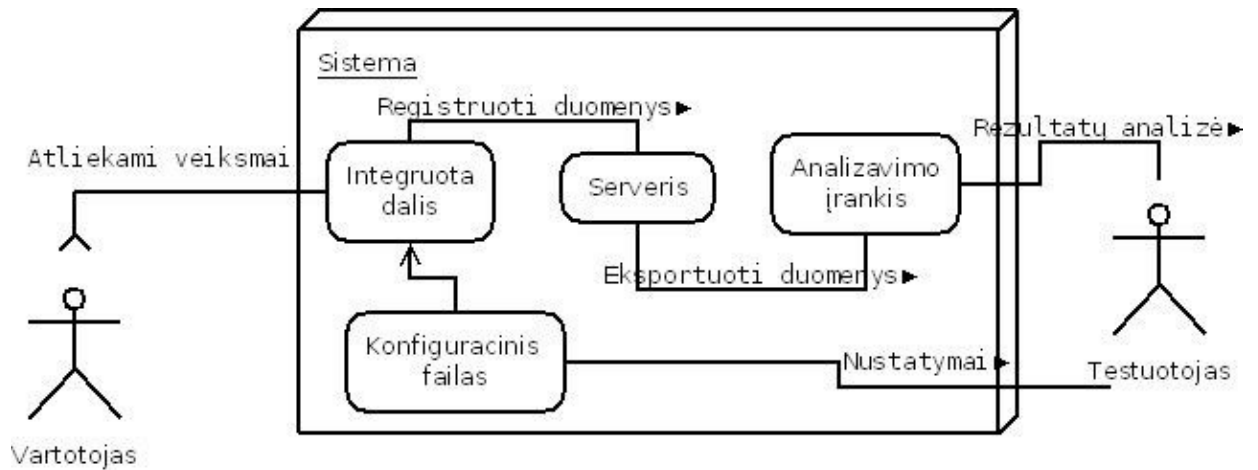 Sistema
Registruoti duomenys►
Rezultatų analizė►
Atliekami veiksmai
Integruota
dalis
Serveris
Analizavimo
įrankis
Eksportuoti duomenys►
Konfiguracinis
failas
Nustatymai►
Testuotojas
Vartotojas